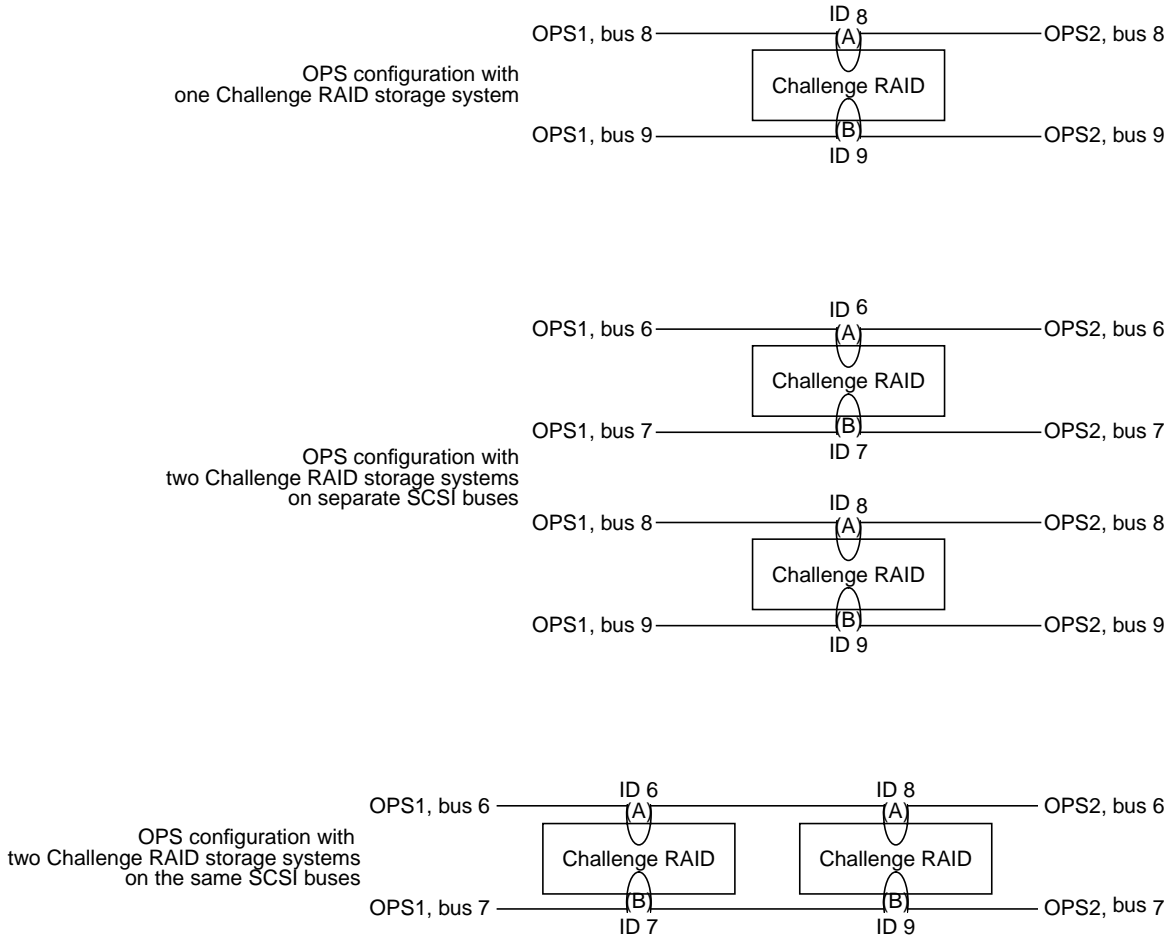 ID 8
OPS1, bus 8
(A)
OPS2, bus 8
OPS configuration with
one Challenge RAID storage system
Challenge RAID
OPS1, bus 9
(B)
OPS2, bus 9
ID 9
ID 6
OPS1, bus 6
(A)
OPS2, bus 6
Challenge RAID
OPS1, bus 7
(B)
OPS2, bus 7
ID 7
OPS configuration with
two Challenge RAID storage systems
on separate SCSI buses
ID 8
OPS1, bus 8
(A)
OPS2, bus 8
Challenge RAID
OPS1, bus 9
(B)
OPS2, bus 9
ID 9
ID 6
ID 8
OPS1, bus 6
(A)
(A)
OPS2, bus 6
OPS configuration with
two Challenge RAID storage systems
on the same SCSI buses
Challenge RAID
Challenge RAID
OPS1, bus 7
(B)
(B)
OPS2, bus 7
ID 7
ID 9